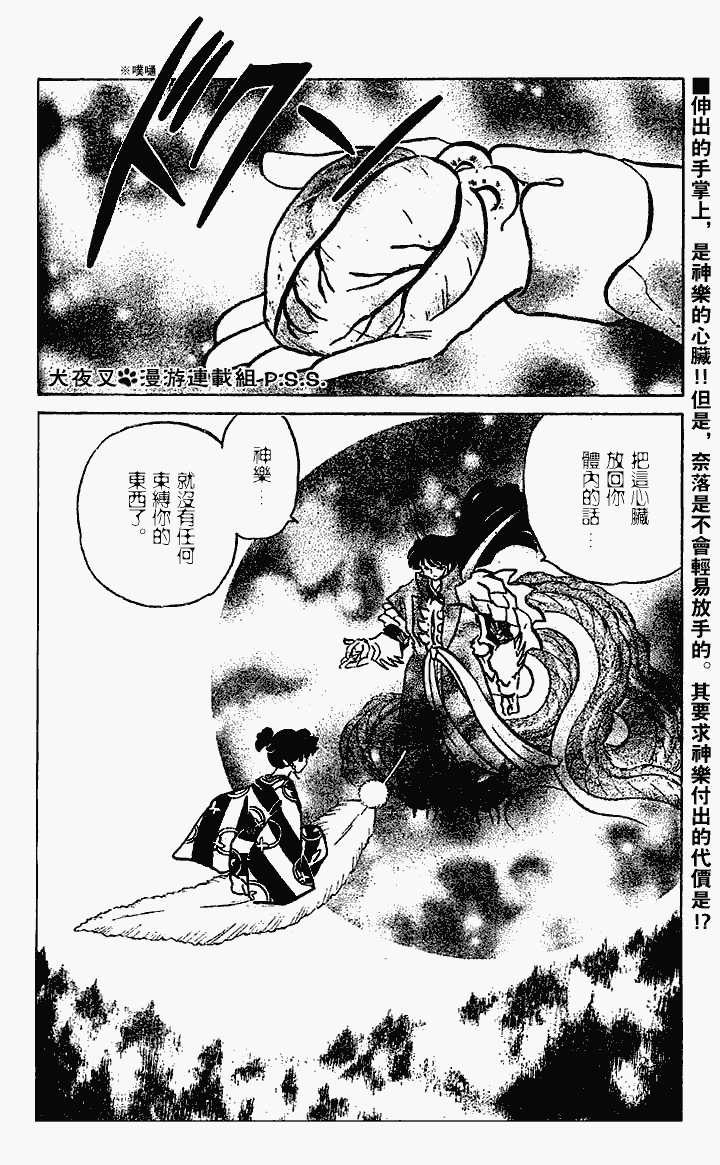 ※噗嗵
ドクン
■伸出的手掌上，是神樂的心臟!!但是，奈落是不會輕易放手的。其要求神樂付出的代價是!?
犬夜叉漫游連載組 P.S.S.
把這心臟
放回你
體內的話…
神樂…
就沒有任何
束縛你的
東西了。